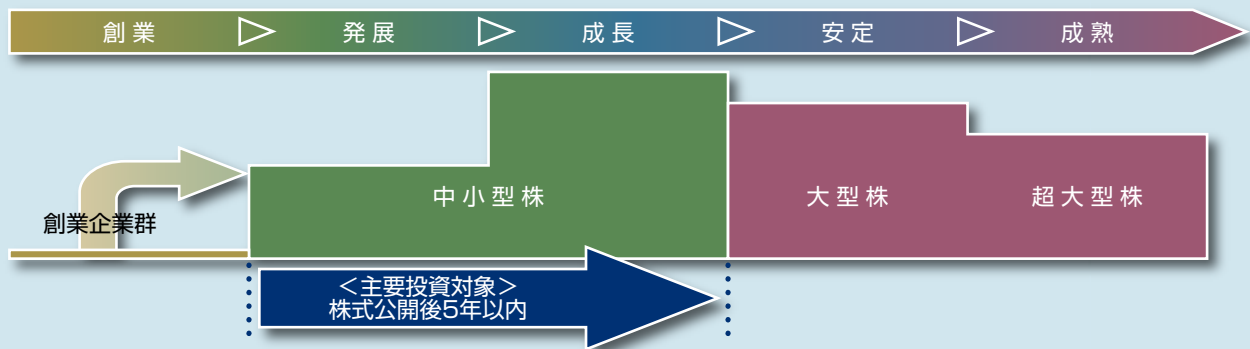 創業 ▷ 発展 ▷ 成長 ▷ 安定 ▷ 成熟
中小型株
大型株
超大型株
創業企業群
＜主要投資対象＞
株式公開後5年以内